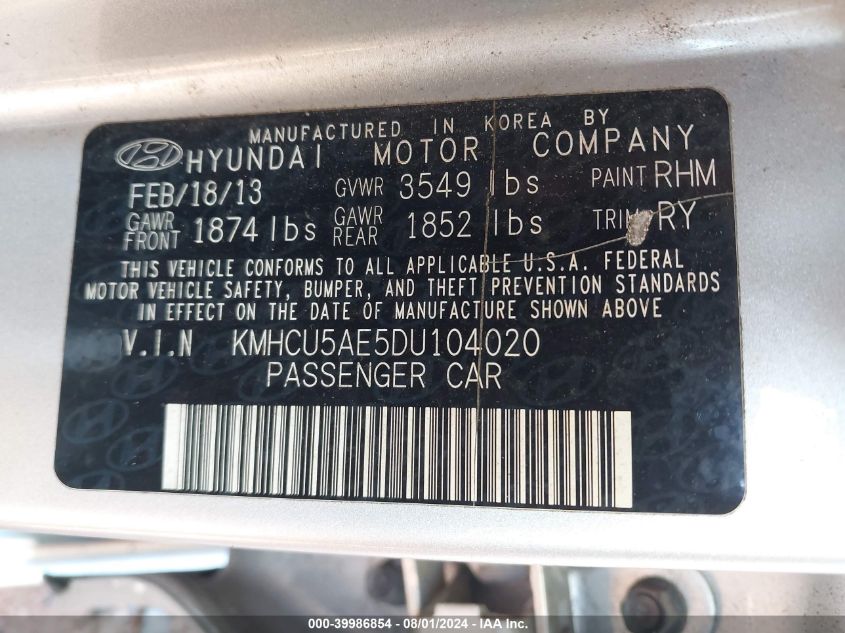 MANUFACTURED IN KOREA BY
HYUNDAI MOTOR COMPANY
FEB/18/13 GVWR 3549 lbs PAINT RHM
GAWR FRONT 1874 lbs GAWR REAR 1852 lbs TRIM RY
THIS VEHICLE CONFORMS TO ALL APPLICABLE U.S.A. FEDERAL
MOTOR VEHICLE SAFETY, BUMPER, AND THEFT PREVENTION STANDARDS
IN EFFECT ON THE DATE OF MANUFACTURE SHOWN ABOVE
V.I.N KMHCU5AE5DU104020
PASSENGER CAR
000-39986854 - 08/01/2024 - IAA Inc.